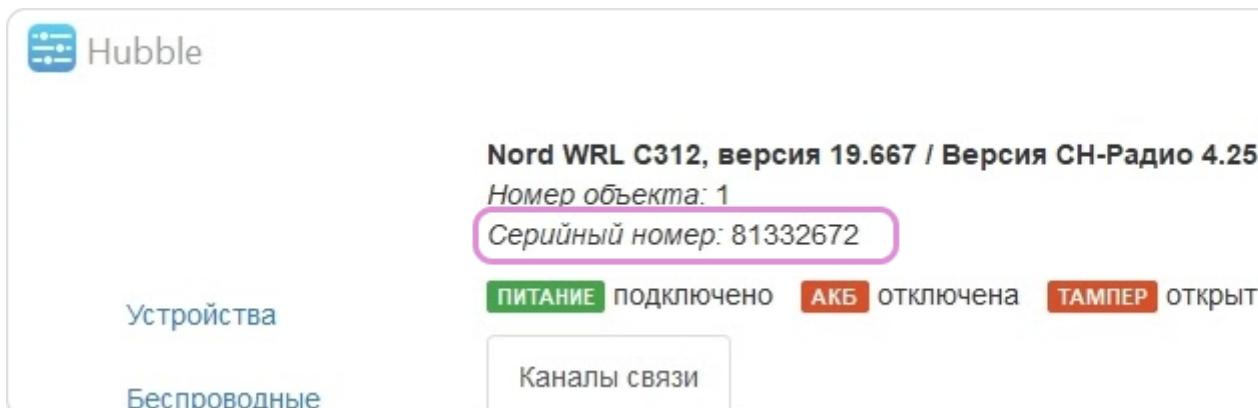 Hubble
Nord WRL C312, версия 19.667 / Версия СН-Радио 4.25
Номер объекта: 1
Серийный номер: 81332672
ПИТАНИЕ подключено АКБ отключена ТАМПЕР открыт
Устройства
Каналы связи
Беспроводные